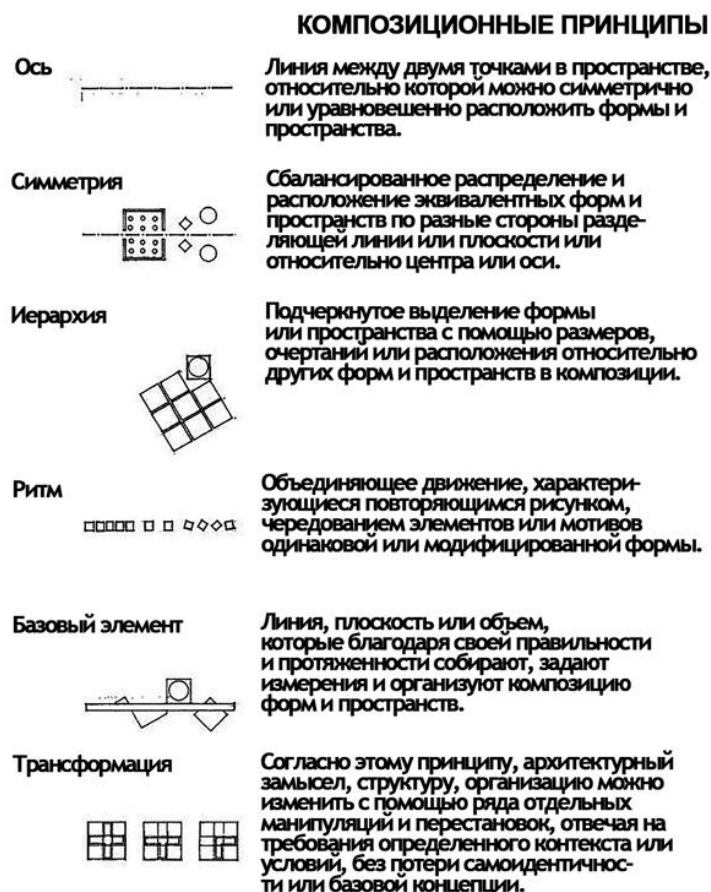 КОМПОЗИЦИОННЫЕ ПРИНЦИПЫ
Ось
Линия между двумя точками в пространстве,
относительно которой можно симметрично
или уравновешенно расположить формы и
пространства.
Симметрия
Сбалансированное распределение и
расположение эквивалентных форм и
пространств по разные стороны разде-
ляющей линии или плоскости или
относительно центра или оси.
Иерархия
Подчеркнутое выделение формы
или пространства с помощью размеров,
очертаний или расположения относительно
других форм и пространств в композиции.
Ритм
Объединяющее движение, характери-
зующиеся повторяющимся рисунком,
чередованием элементов или мотивов
одинаковой или модифицированной формы.
Базовый элемент
Линия, плоскость или объем,
которые благодаря своей правильности
и протяженности собирают, задают
измерения и организуют композицию
форм и пространств.
Трансформация
Согласно этому принципу, архитектурный
замысел, структуру, организацию можно
изменить с помощью ряда отдельных
манипуляций и перестановок, отвечая на
требования определенного контекста или
условий, без потери самоидентичнос-
ти или базовой концепции.